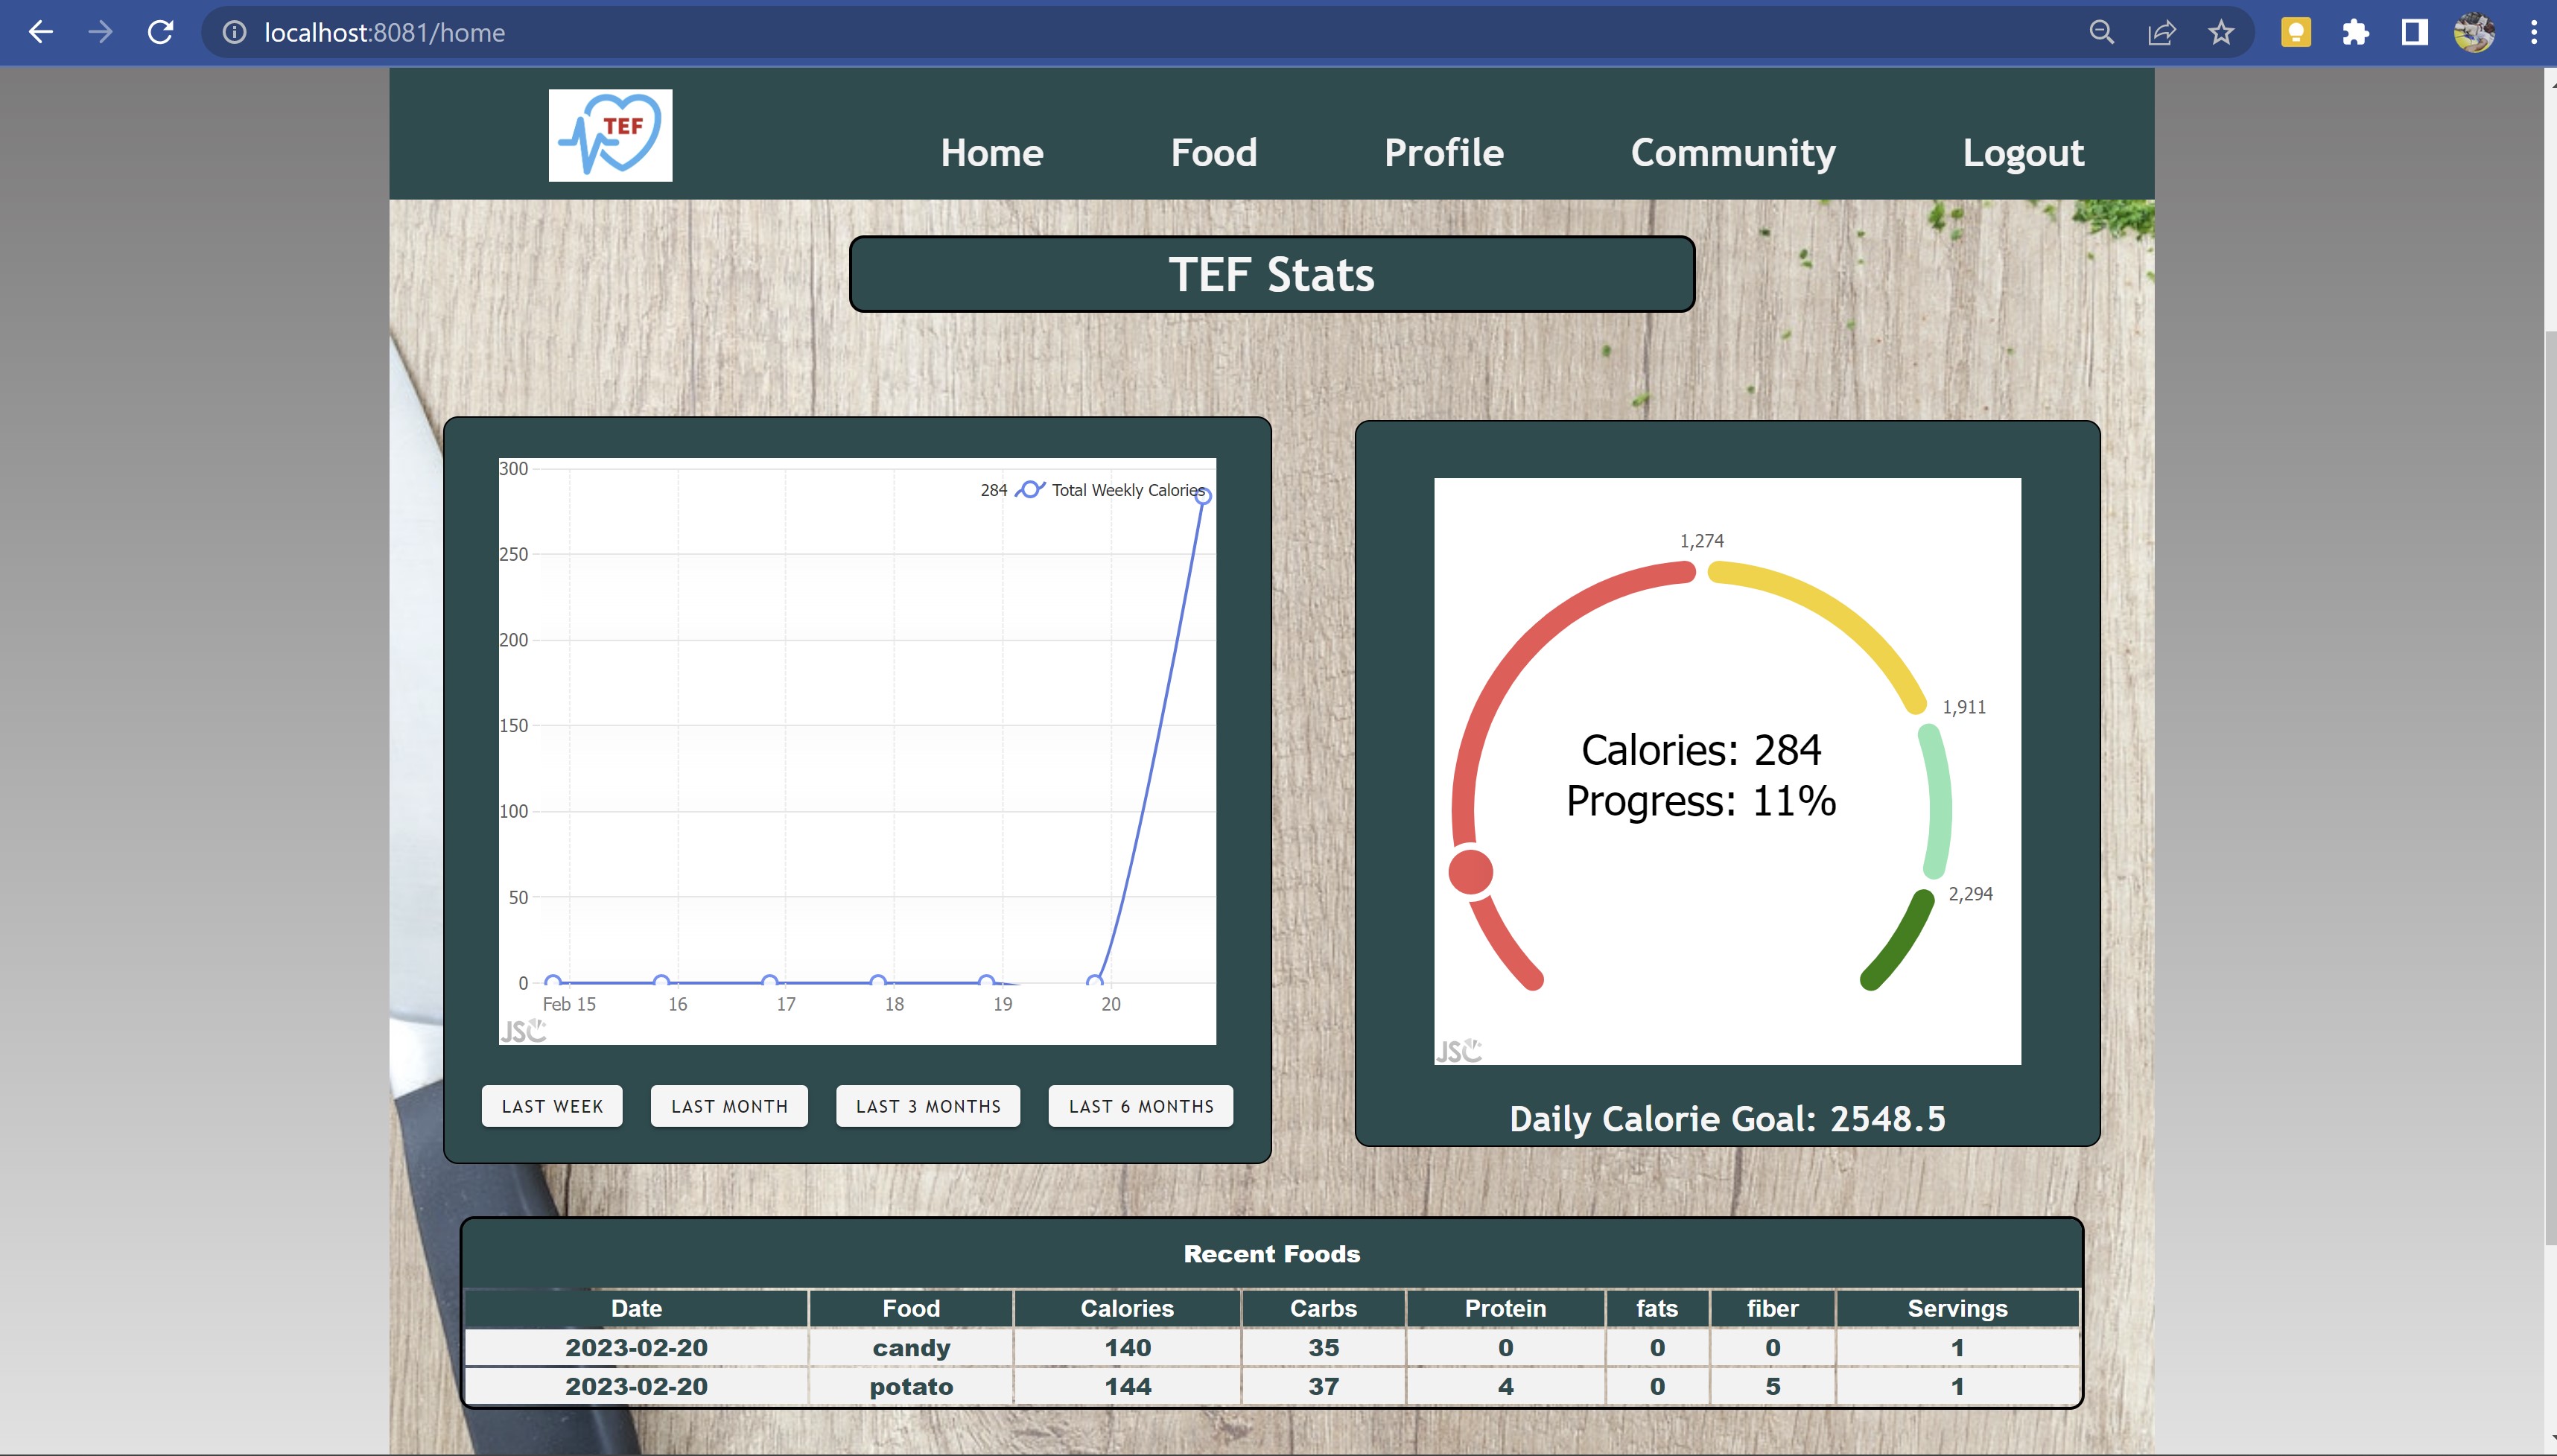 localhost:8081/home
TEF
Home Food Profile Community Logout
TEF Stats
300
284 Total Weekly Calories
250
200
150
100
50
0
Feb 15 16 17 18 19 20
JSC
LAST WEEK LAST MONTH LAST 3 MONTHS LAST 6 MONTHS
1,274
1,911
Calories: 284
Progress: 11%
2,294
JSC
Daily Calorie Goal: 2548.5
Recent Foods
Date Food Calories Carbs Protein fats fiber Servings
2023-02-20 candy 140 35 0 0 0 1
2023-02-20 potato 144 37 4 0 5 1